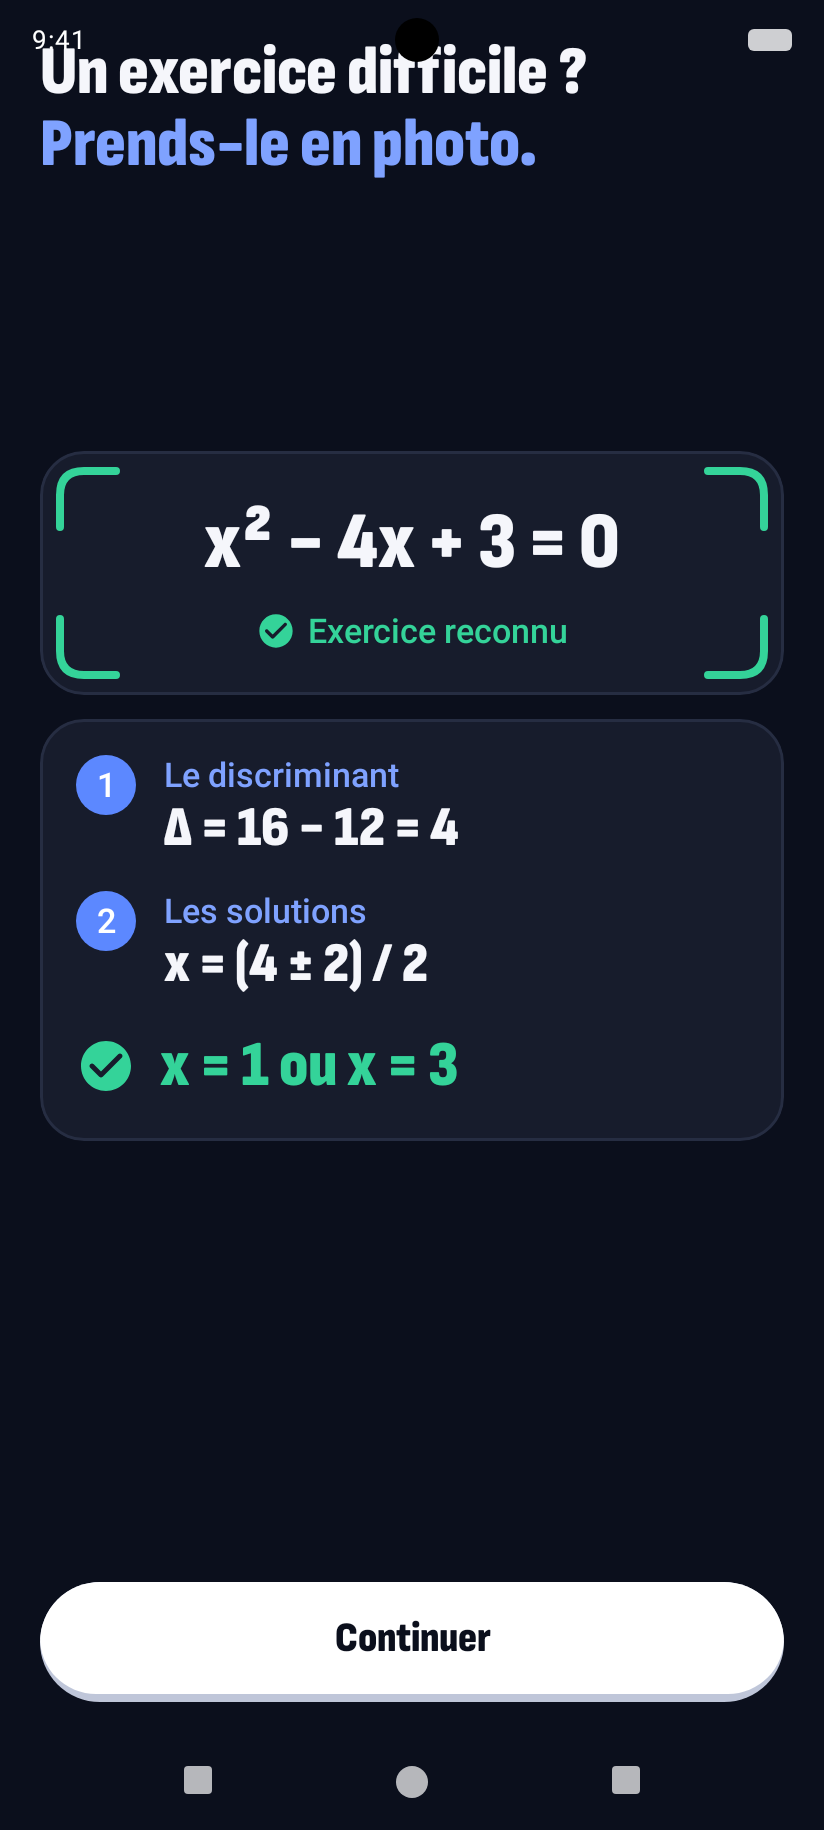 9:41
Un exercice difficile ?
Prends-le en photo.
x² − 4x + 3 = 0
Exercice reconnu
1
Le discriminant
Δ = 16 − 12 = 4
2
Les solutions
x = (4 ± 2) / 2
x = 1 ou x = 3
Continuer